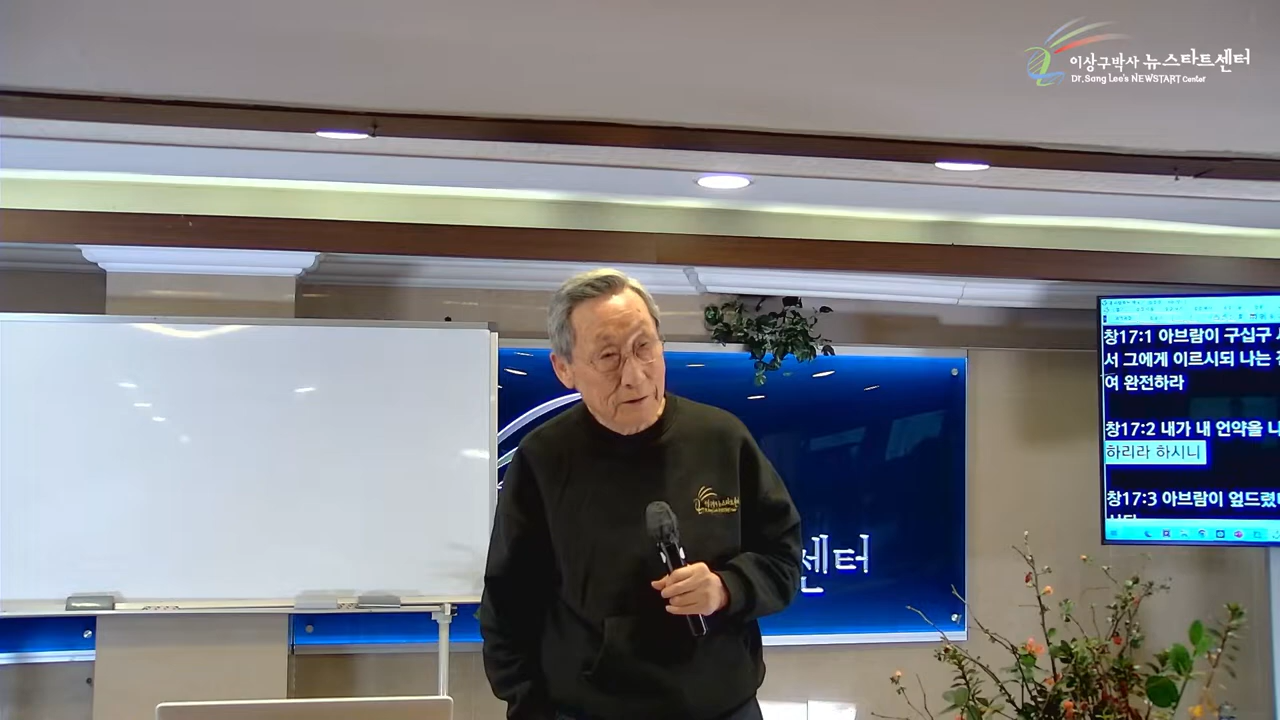 이상구박사 뉴스타트센터
Dr. Sang Lee's NEWSTART Center
창17:1 아브람이 구십구
서 그에게 이르시되 나는
여 완전하라
창17:2 내가 내 언약을 나
하리라 하시니
창17:3 아브람이 엎드렸
센터